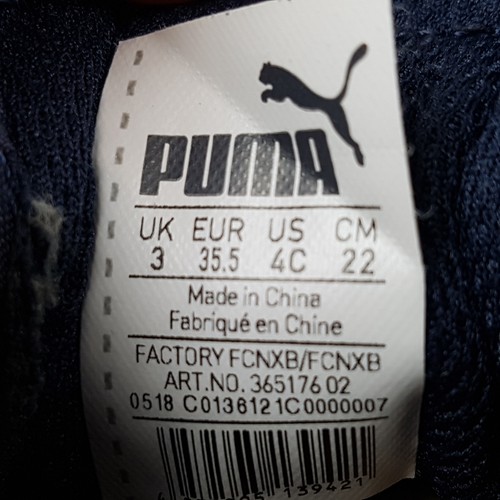 PUMA
UK EUR US CM
3 35.5 4C 22
Made in China
Fabriqué en Chine
FACTORY FCNXB/FCNXB
ART.NO. 365176 02
0518 C0136121C0000007
139421